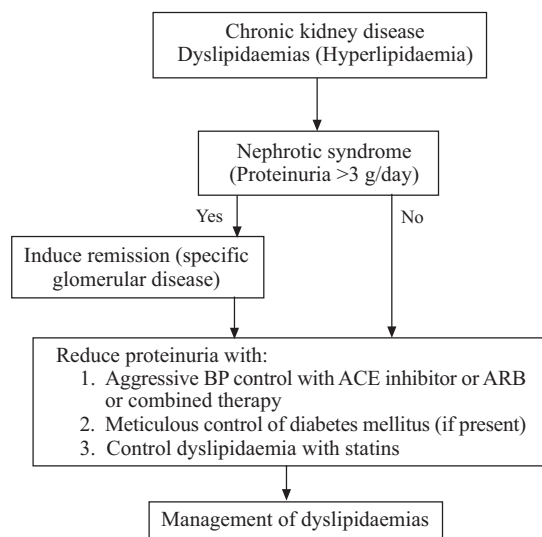 Chronic kidney disease
Dyslipidaemias (Hyperlipidaemia)
Nephrotic syndrome
(Proteinuria >3 g/day)
Yes
No
Induce remission (specific
glomerular disease)
Reduce proteinuria with:
1. Aggressive BP control with ACE inhibitor or ARB
or combined therapy
2. Meticulous control of diabetes mellitus (if present)
3. Control dyslipidaemia with statins
Management of dyslipidaemias